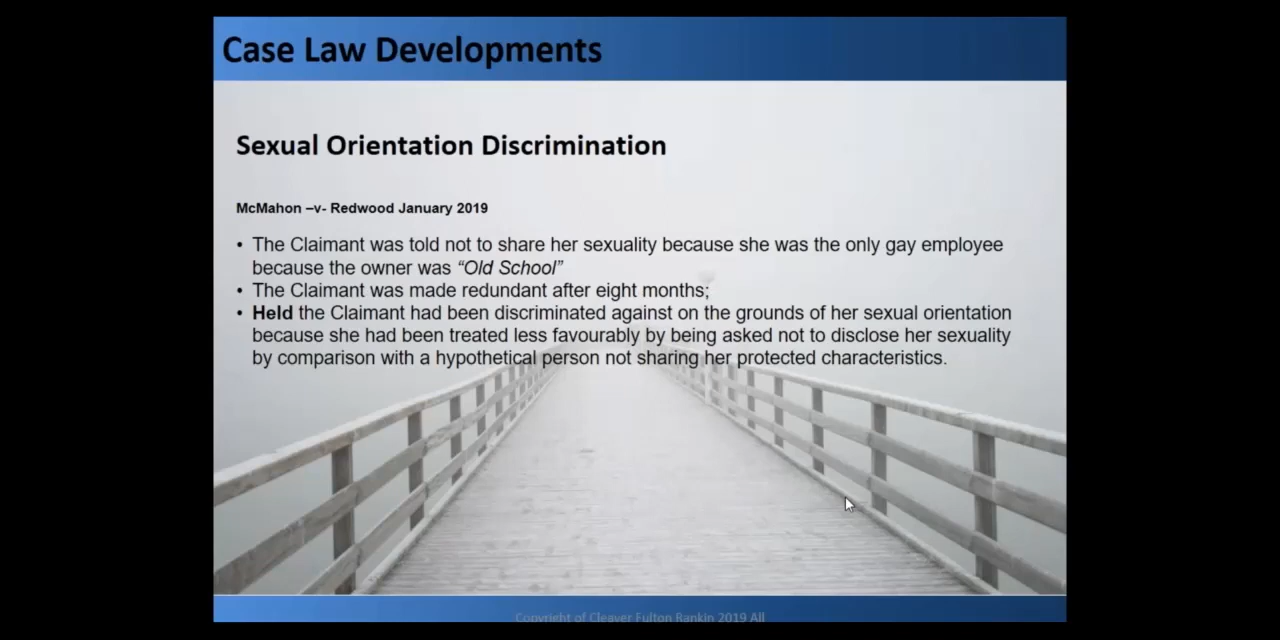 Case Law Developments
Sexual Orientation Discrimination
McMahon –v- Redwood January 2019
• The Claimant was told not to share her sexuality because she was the only gay employee
because the owner was “Old School”
• The Claimant was made redundant after eight months;
• Held the Claimant had been discriminated against on the grounds of her sexual orientation
because she had been treated less favourably by being asked not to disclose her sexuality
by comparison with a hypothetical person not sharing her protected characteristics.
Copyright of Cleaver Fulton Rankin 2019 All